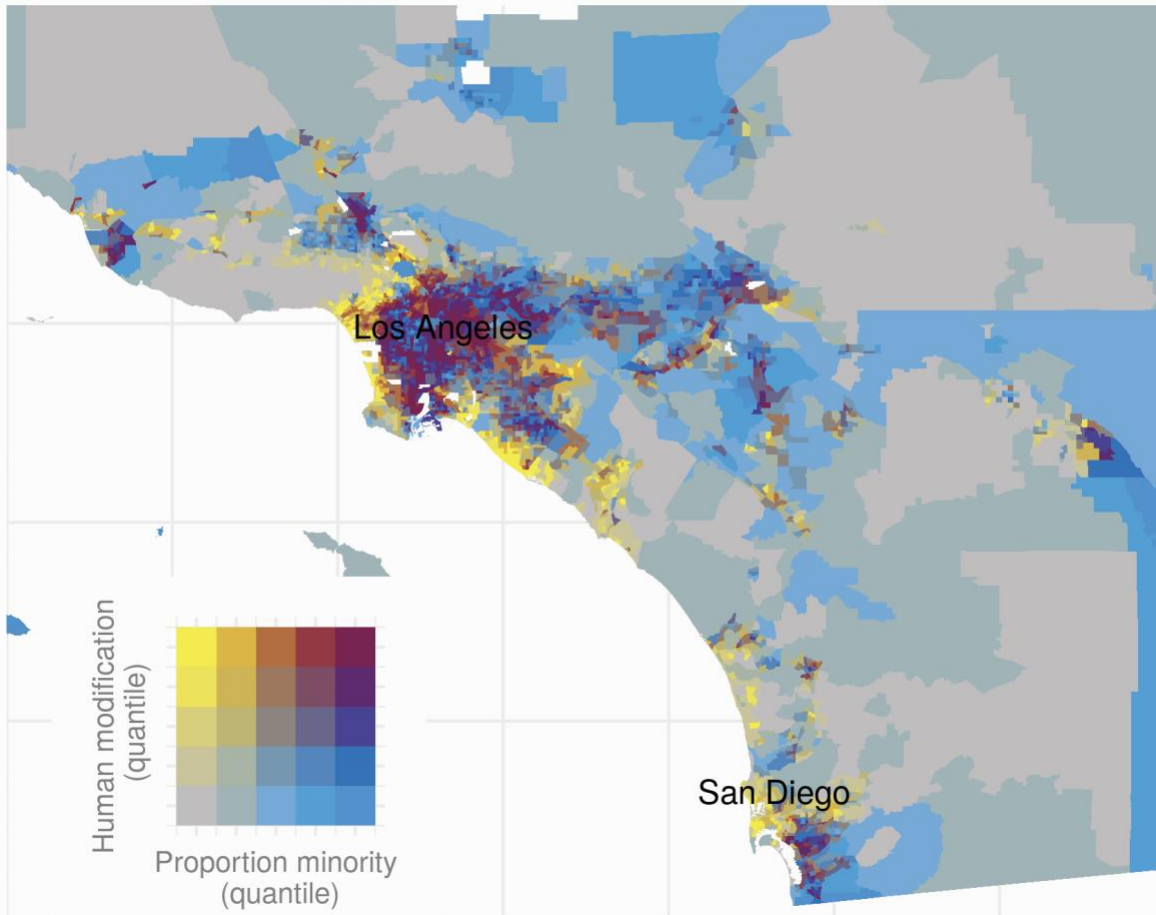 Los Angeles
San Diego
Human modification
(quantile)
Proportion minority
(quantile)